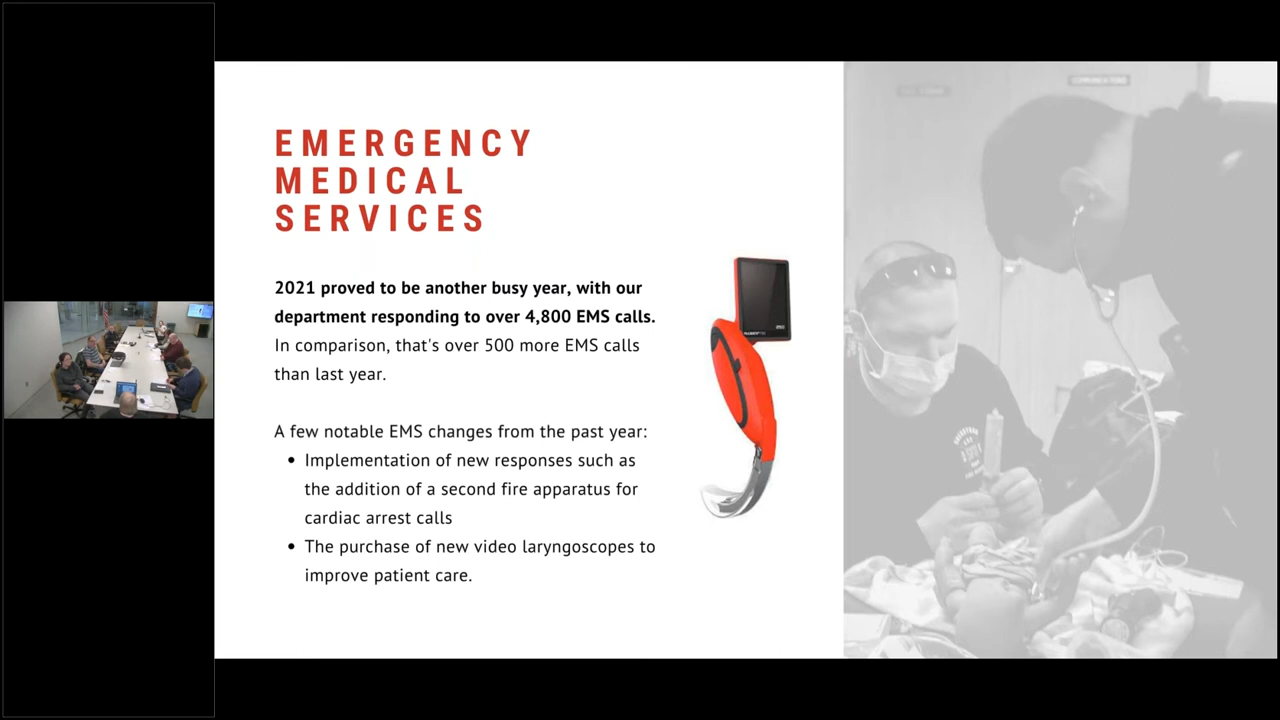 EMERGENCY
MEDICAL
SERVICES
2021 proved to be another busy year, with our
department responding to over 4,800 EMS calls.
In comparison, that's over 500 more EMS calls
than last year.
A few notable EMS changes from the past year:
• Implementation of new responses such as
the addition of a second fire apparatus for
cardiac arrest calls
• The purchase of new video laryngoscopes to
improve patient care.
COMMUNICATIONS